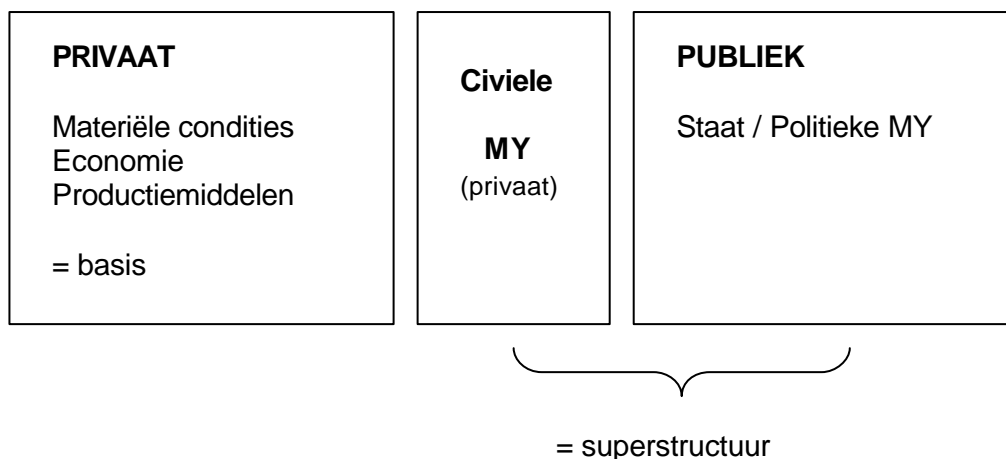 PRIVAAT
Materiële condities
Economie
Productiemiddelen
= basis
Civiele
MY
(privaat)
PUBLIEK
Staat / Politieke MY
= superstructuur